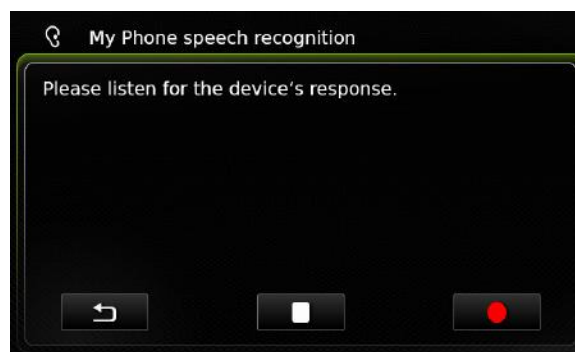 My Phone speech recognition
Please listen for the device's response.